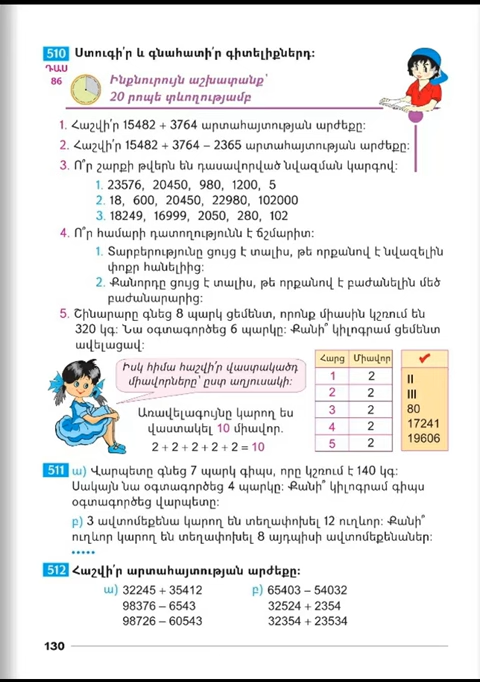 510 Ստուգի՛ր և գնահատի՛ր գիտելիքներդ:
ԴԱՍ
86
Ինքնուրույն աշխատանք՝
20 րոպե տևողությամբ
1. Հաշվի՛ր 15482 + 3764 արտահայտության արժեքը:
2. Հաշվի՛ր 15482 + 3764 – 2365 արտահայտության արժեքը:
3. Ո՞ր շարքի թվերն են դասավորված նվազման կարգով:
1. 23576, 20450, 980, 1200, 5
2. 18, 600, 20450, 22980, 102000
3. 18249, 16999, 2050, 280, 102
4. Ո՞ր համարի դատողությունն է ճշմարիտ:
1. Տարբերությունը ցույց է տալիս, թե որքանով է նվազելին
փոքր հանելիից:
2. Քանորդը ցույց է տալիս, թե որքանով է բաժանելին մեծ
բաժանարարից:
5. Շինարարը գնեց 8 պարկ ցեմենտ, որոնք միասին կշռում են
320 կգ: Նա օգտագործեց 6 պարկը: Քանի՞ կիլոգրամ ցեմենտ
ավելացավ:
Իսկ հիմա հաշվի՛ր վաստակածդ
միավորները՝ ըստ աղյուսակի:
Առավելագույնը կարող ես
վաստակել 10 միավոր.
2 + 2 + 2 + 2 + 2 = 10
Հարց Միավոր
1 2
2 2
3 2
4 2
5 2
✓
II
III
80
17241
19606
511 ա) Վարպետը գնեց 7 պարկ գիպս, որը կշռում է 140 կգ:
Սակայն նա օգտագործեց 4 պարկը: Քանի՞ կիլոգրամ գիպս
օգտագործեց վարպետը:
բ) 3 ավտոմեքենա կարող են տեղափոխել 12 ուղևոր: Քանի՞
ուղևոր կարող են տեղափոխել 8 այդպիսի ավտոմեքենաներ:
512 Հաշվի՛ր արտահայտության արժեքը:
ա) 32245 + 35412
98376 – 6543
98726 – 60543
բ) 65403 – 54032
32524 + 2354
32354 + 23534
130